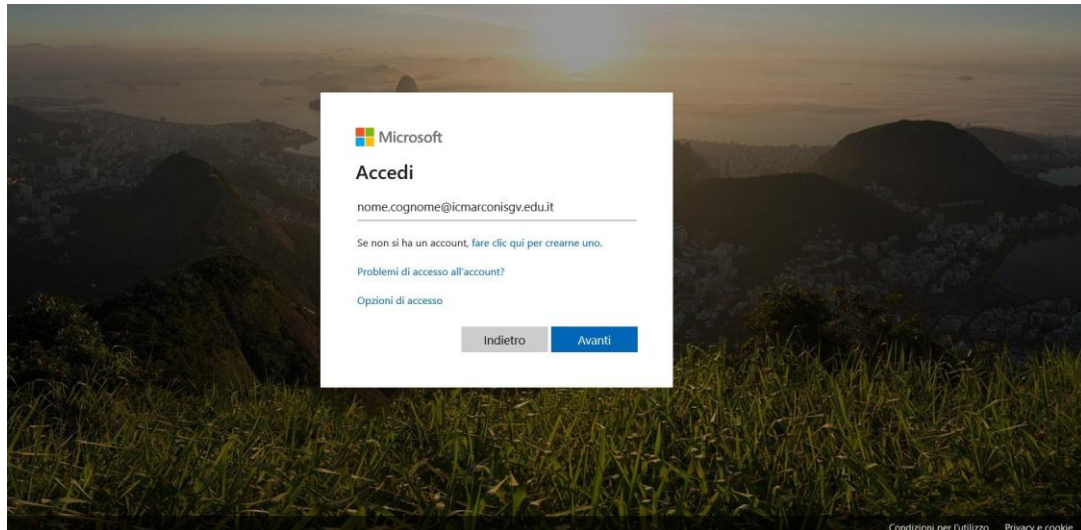 Microsoft
Accedi
nome.cognome@icmarconisgv.edu.it
Se non si ha un account, fare clic qui per crearne uno.
Problemi di accesso all'account?
Opzioni di accesso
Indietro Avanti
Condizioni per l'utilizzo Privacy e cookie